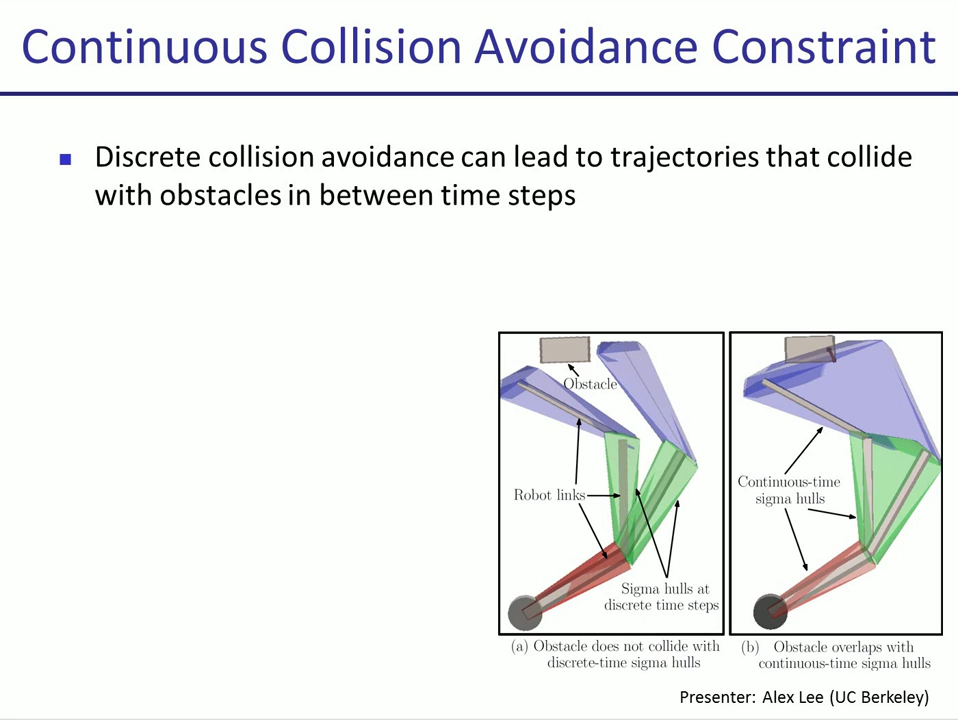 Continuous Collision Avoidance Constraint
Discrete collision avoidance can lead to trajectories that collide
with obstacles in between time steps
Obstacle
Robot links
Sigma hulls at
discrete time steps
(a) Obstacle does not collide with
discrete-time sigma hulls
Continuous-time
sigma hulls
(b) Obstacle overlaps with
continuous-time sigma hulls
Presenter: Alex Lee (UC Berkeley)